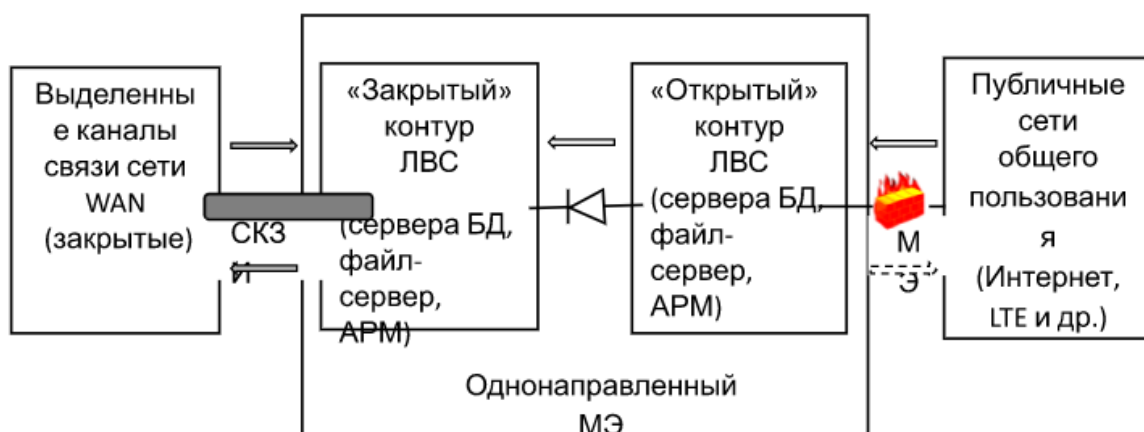 Выделенны
е каналы
связи сети
WAN
(закрытые)
СКЗ
И
«Закрытый»
контур
ЛВС
(сервера БД,
файл-
сервер,
АРМ)
«Открытый»
контур
ЛВС
(сервера БД,
файл-
сервер,
АРМ)
М
Э
Публичные
сети
общего
пользовани
я
(Интернет,
LTE и др.)
Однонаправленный
МЭ